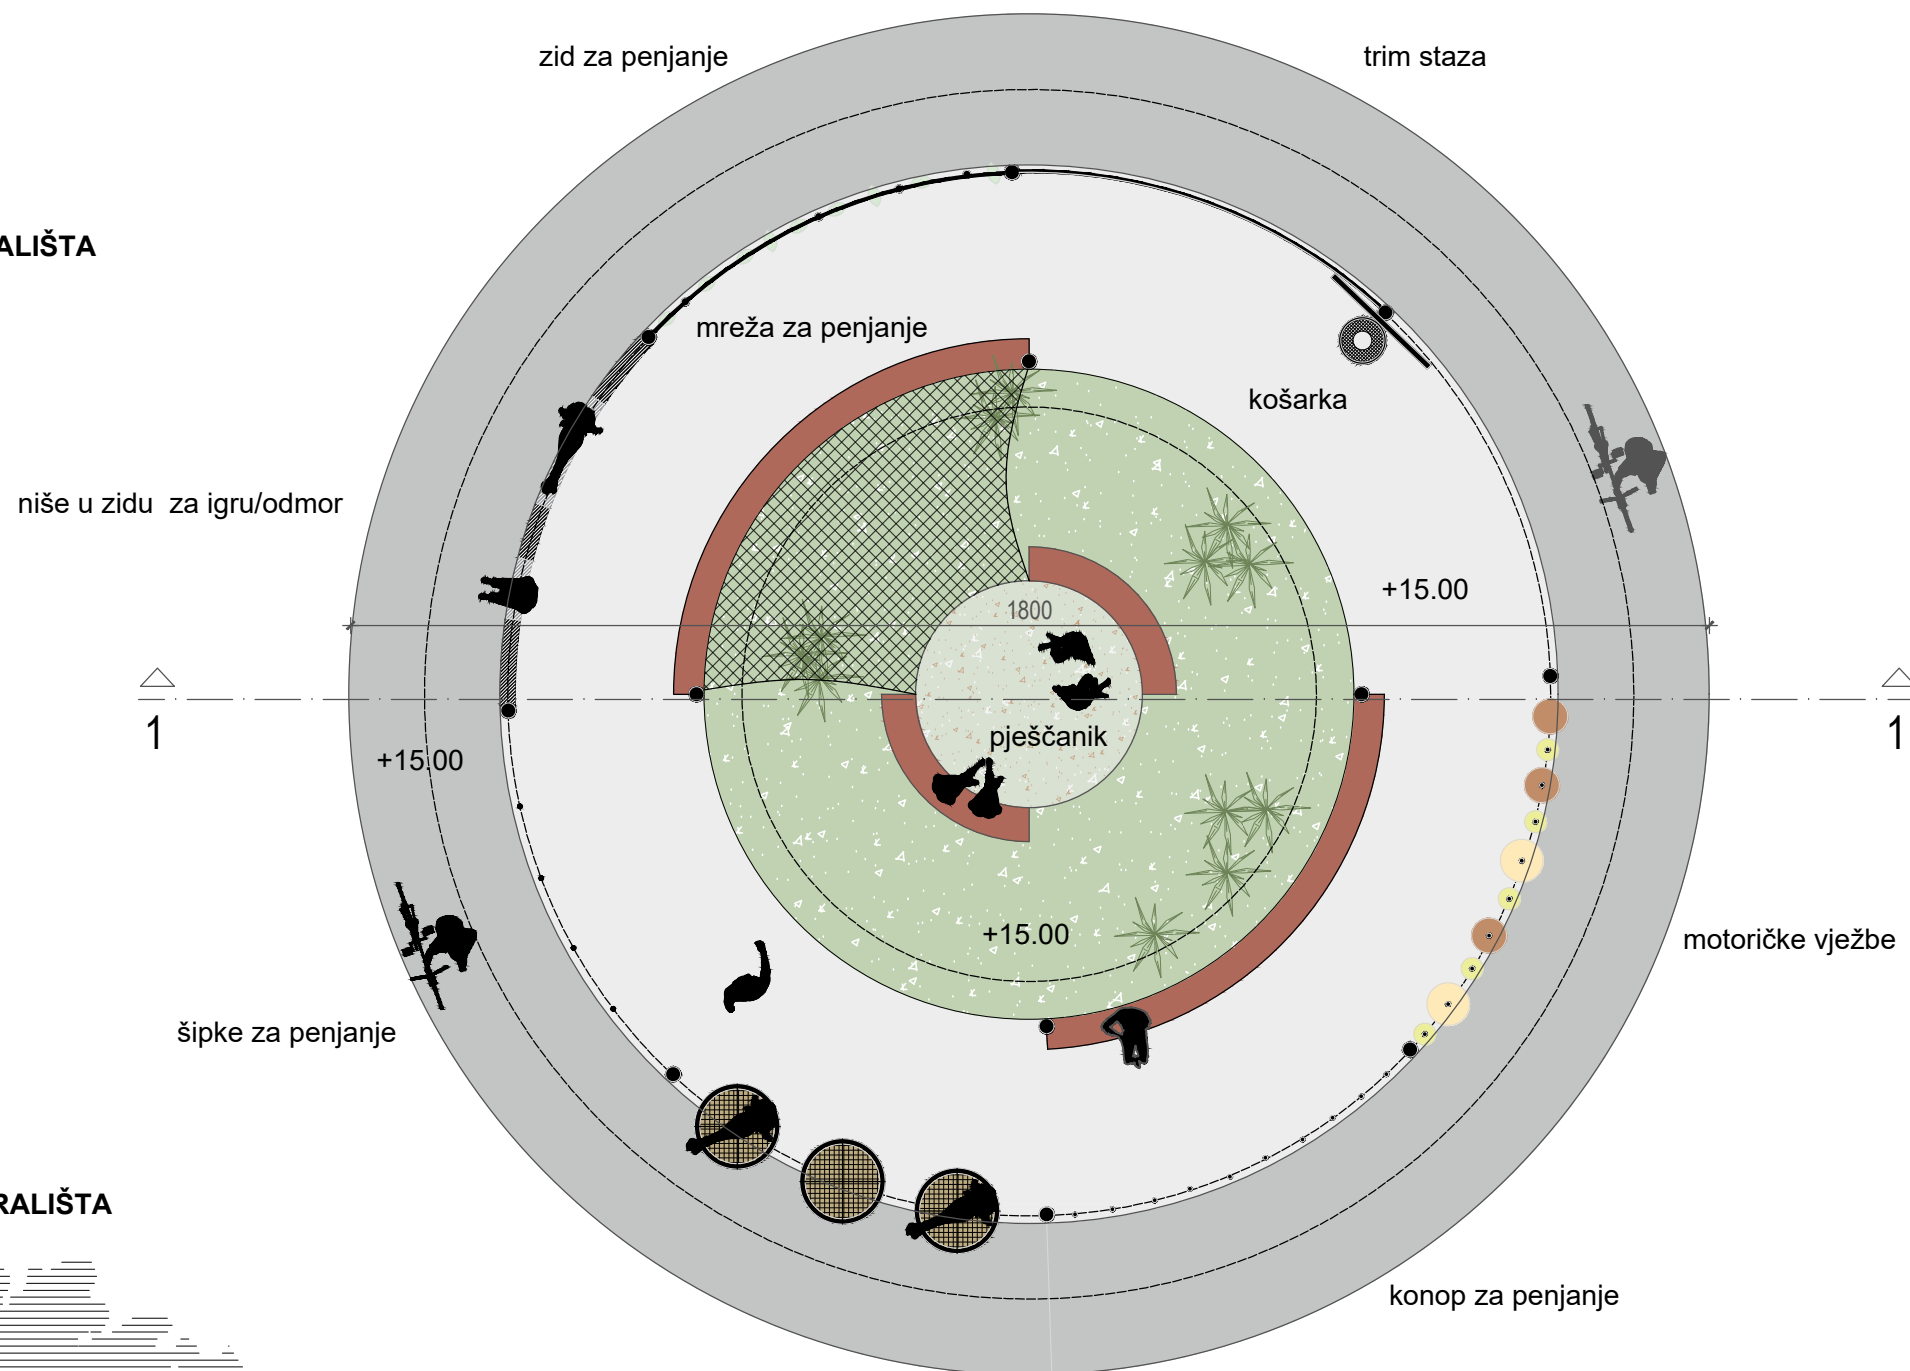 zid za penjanje
trim staza
ALIŠTA
mreža za penjanje
košarka
niše u zidu za igru/odmor
+15.00
1800
1
1
pješčanik
+15.00
+15.00
motoričke vježbe
šipke za penjanje
RALIŠTA
konop za penjanje